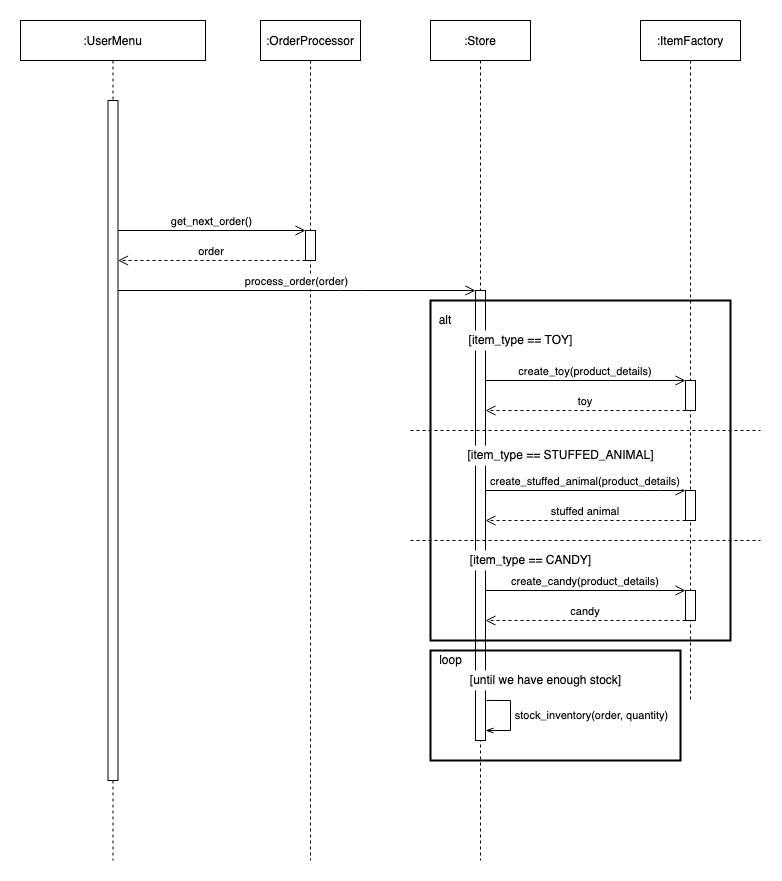 :UserMenu
:OrderProcessor
:Store
:ItemFactory
get_next_order()
order
process_order(order)
alt
[item_type == TOY]
create_toy(product_details)
toy
[item_type == STUFFED_ANIMAL]
create_stuffed_animal(product_details)
stuffed animal
[item_type == CANDY]
create_candy(product_details)
candy
loop
[until we have enough stock]
stock_inventory(order, quantity)